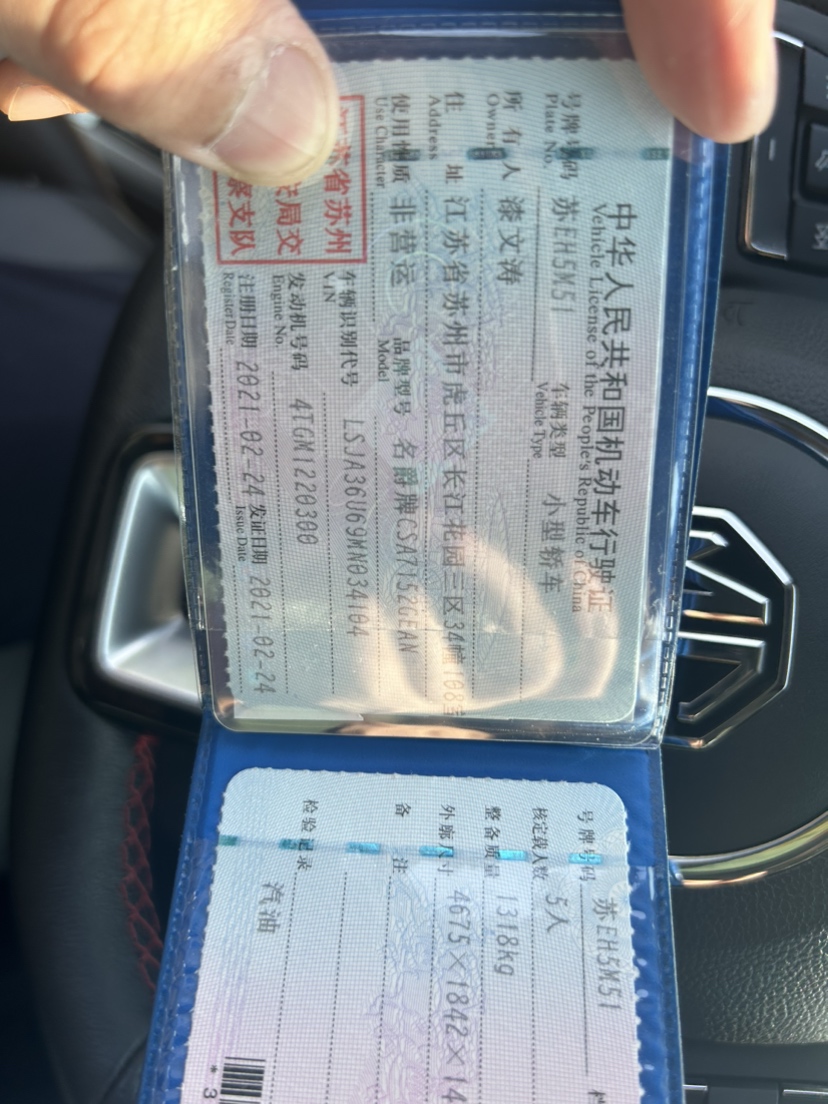 中华人民共和国机动车行驶证
Vehicle License of the People's Republic of China
号牌号码 苏EH5M51 车辆类型 小型轿车
Plate No. Vehicle Type
所有人 漆文涛
Owner
住址 江苏省苏州市虎丘区长江花园三区34幢108室
Address
使用性质 非营运 品牌型号 名爵牌CSA7152GEAN
Use Character Model
江苏省苏州
局交
支队
车辆识别代号 LSJA36U69MN034104
VIN
发动机号码 4TGM1220300
Engine No.
注册日期 2021-02-24 发证日期 2021-02-24
Register Date Issue Date
号牌号码 苏EH5M51
核定载人数 5人
整备质量 1318kg
外廓尺寸 4675×1842×14
备注
检验记录
汽油
*3